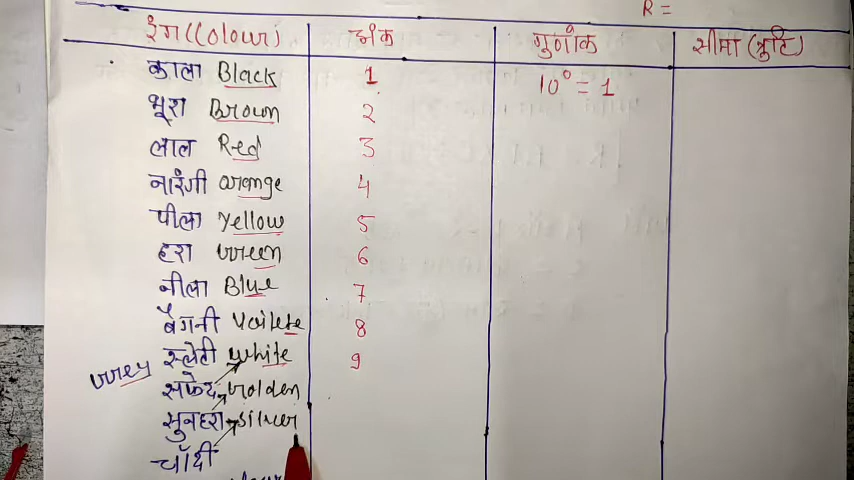 R =
रंग (Colour) अंक गुणांक सीमा (त्रुटि)
काला Black 1 10⁰ = 1
भूरा Brown 2
लाल Red 3
नारंगी orange 4
पीला Yellow 5
हरा Green 6
नीला Blue 7
बैगनी Voilete 8
स्लेटी White 9
Grey
सफेद Golden
सुनहरा Silver
चाँदी